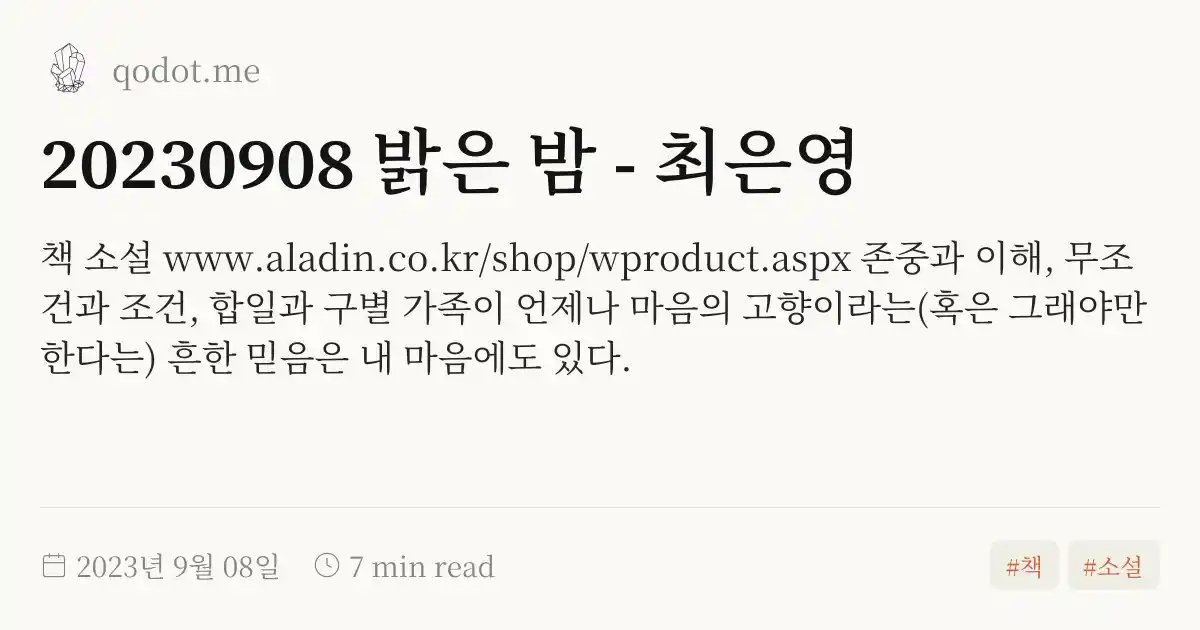 qodot.me
20230908 밝은 밤 - 최은영
책 소설 www.aladin.co.kr/shop/wproduct.aspx 존중과 이해, 무조
건과 조건, 합일과 구별 가족이 언제나 마음의 고향이라는(혹은 그래야만
한다는) 흔한 믿음은 내 마음에도 있다.
2023년 9월 08일 7 min read #책 #소설